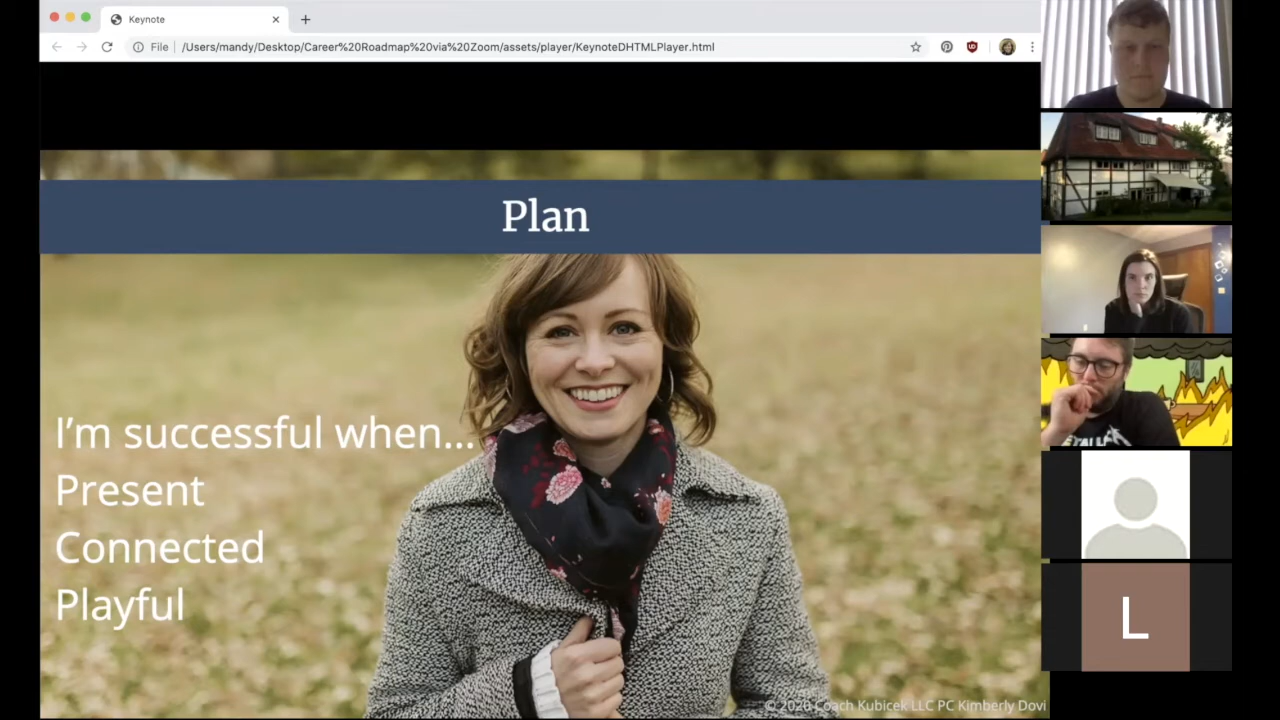 Keynote
File
/Users/mandy/Desktop/Career%20Roadmap%20via%20Zoom/assets/player/KeynoteDHTMLPlayer.html
Plan
I’m successful when...
Present
Connected
Playful
© 2020 Coach Kubicek LLC PC Kimberly Dovi
METALLICA
L